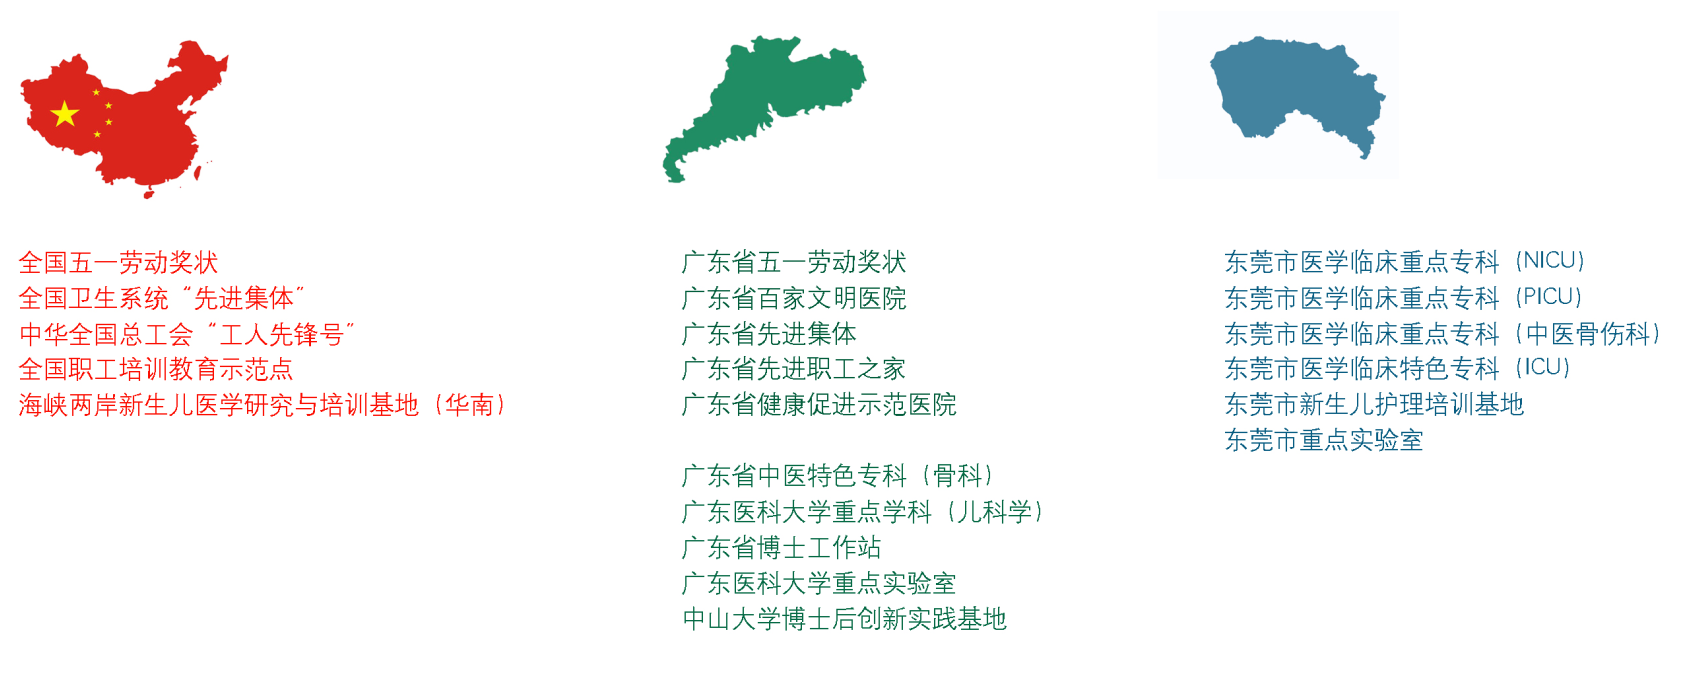 全国五一劳动奖状
全国卫生系统“先进集体”
中华全国总工会“工人先锋号”
全国职工培训教育示范点
海峡两岸新生儿医学研究与培训基地（华南）
广东省五一劳动奖状
广东省百家文明医院
广东省先进集体
广东省先进职工之家
广东省健康促进示范医院
广东省中医特色专科（骨科）
广东医科大学重点学科（儿科学）
广东省博士工作站
广东医科大学重点实验室
中山大学博士后创新实践基地
东莞市医学临床重点专科（NICU）
东莞市医学临床重点专科（PICU）
东莞市医学临床重点专科（中医骨伤科）
东莞市医学临床特色专科（ICU）
东莞市新生儿护理培训基地
东莞市重点实验室